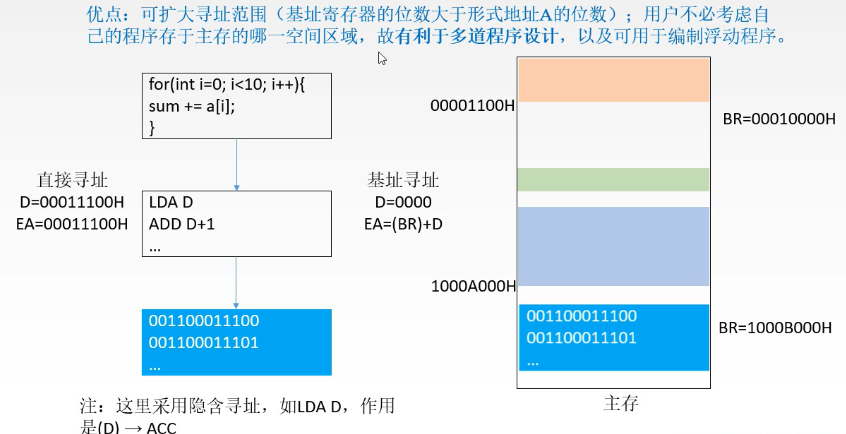 优点：可扩大寻址范围（基址寄存器的位数大于形式地址A的位数）；用户不必考虑自
己的程序存于主存的哪一空间区域，故有利于多道程序设计，以及可用于编制浮动程序。
for(int i=0; i<10; i++){
sum += a[i];
}
直接寻址
D=00011100H
EA=00011100H
LDA D
ADD D+1
...
001100011100
001100011101
...
注：这里采用隐含寻址，如LDA D，作用
是(D) → ACC
基址寻址
D=0000
EA=(BR)+D
00001100H
BR=00010000H
1000A000H
001100011100
001100011101
...
BR=1000B000H
主存